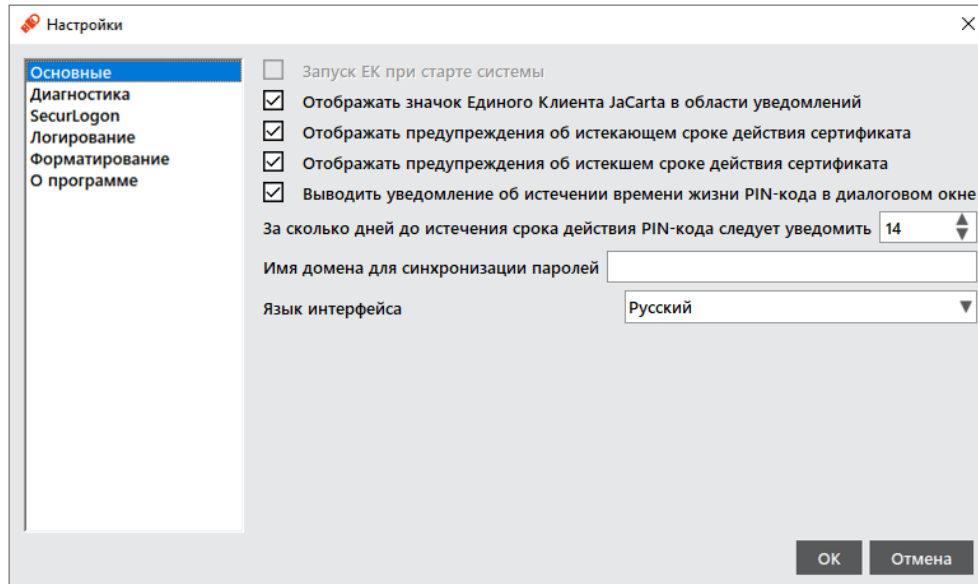 Настройки
Основные
Диагностика
SecurLogon
Логирование
Форматирование
О программе
Запуск ЕК при старте системы
Отображать значок Единого Клиента JaCarta в области уведомлений
Отображать предупреждения об истекающем сроке действия сертификата
Отображать предупреждения об истекшем сроке действия сертификата
Выводить уведомление об истечении времени жизни PIN-кода в диалоговом окне
За сколько дней до истечения срока действия PIN-кода следует уведомить 14
Имя домена для синхронизации паролей
Язык интерфейса Русский
ОК Отмена